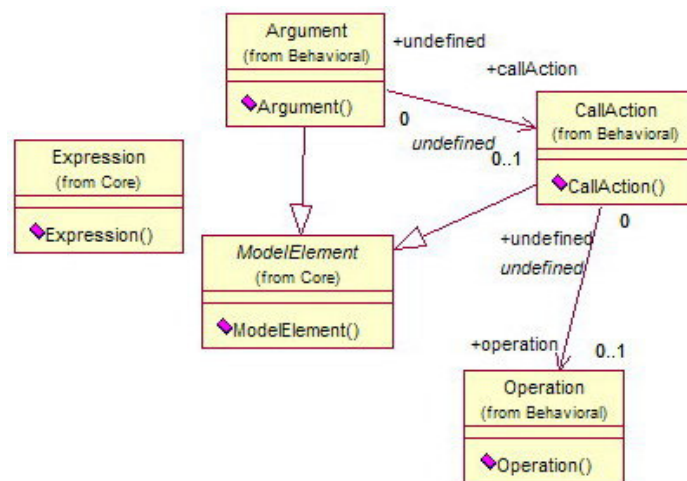 Argument
(from Behavioral)
Argument()
+undefined
+callAction
0
undefined
0..1
CallAction
(from Behavioral)
CallAction()
Expression
(from Core)
Expression()
ModelElement
(from Core)
ModelElement()
0
+undefined
undefined
+operation
0..1
Operation
(from Behavioral)
Operation()